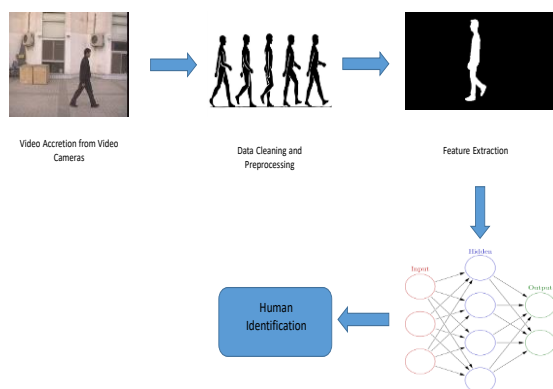 Video Accretion from Video
Cameras
Data Cleaning and
Preprocessing
Feature Extraction
Hidden
Input
Output
Human
Identification